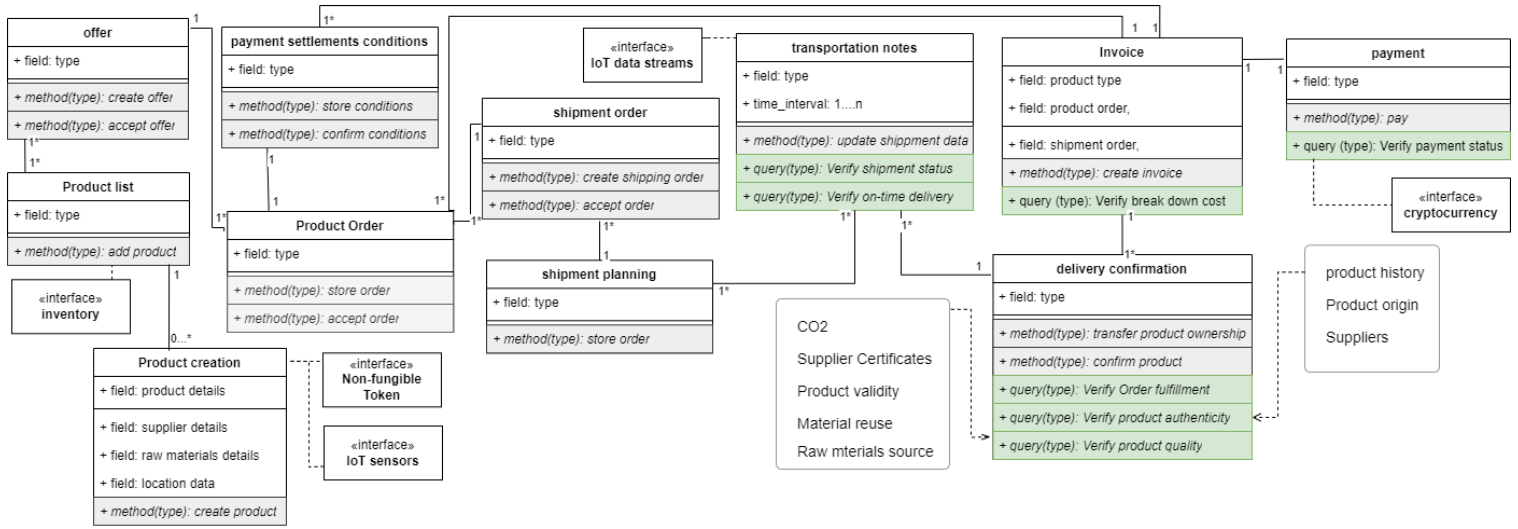 offer
+ field: type
+ method(type): create offer
+ method(type): accept offer
1
1*
1*
1*
Product list
+ field: type
+ method(type): add product
1
0...*
«interface»
inventory
Product creation
+ field: product details
+ field: supplier details
+ field: raw materials details
+ field: location data
+ method(type): create product
«interface»
Non-fungible
Token
«interface»
IoT sensors
1*
payment settlements conditions
+ field: type
+ method(type): store conditions
+ method(type): confirm conditions
1
1
1*
Product Order
+ field: type
+ method(type): store order
+ method(type): accept order
1
1*
shipment order
+ field: type
+ method(type): create shipping order
+ method(type): accept order
1*
1
shipment planning
+ field: type
+ method(type): store order
1*
«interface»
IoT data streams
transportation notes
+ field: type
+ time_interval: 1....n
+ method(type): update shippment data
+ query(type): Verify shipment status
+ query(type): Verify on-time delivery
1*
1*
1
1 1
Invoice
+ field: product type
+ field: product order,
+ field: shipment order,
+ method(type): create invoice
+ query (type): Verify break down cost
1
1*
1
1
payment
+ field: type
+ method(type): pay
+ query (type): Verify payment status
«interface»
cryptocurrency
delivery confirmation
+ field: type
+ method(type): transfer product ownership
+ method(type): confirm product
+ query(type): Verify Order fulfillment
+ query(type): Verify product authenticity
+ query(type): Verify product quality
CO2
Supplier Certificates
Product validity
Material reuse
Raw mterials source
product history
Product origin
Suppliers